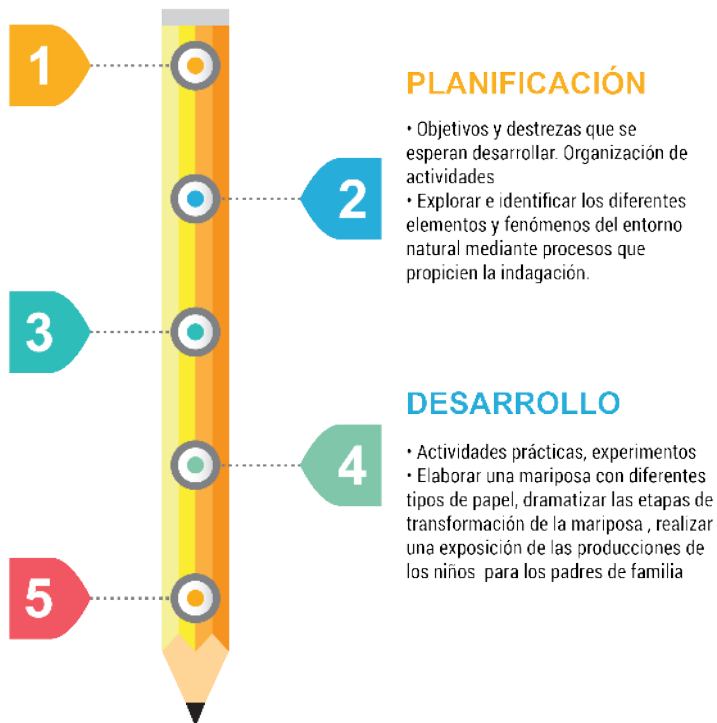 1
PLANIFICACIÓN
• Objetivos y destrezas que se
esperan desarrollar. Organización de
actividades
• Explorar e identificar los diferentes
elementos y fenómenos del entorno
natural mediante procesos que
propicien la indagación.
2
3
DESARROLLO
• Actividades prácticas, experimentos
• Elaborar una mariposa con diferentes
tipos de papel, dramatizar las etapas de
transformación de la mariposa , realizar
una exposición de las producciones de
los niños para los padres de familia
4
5